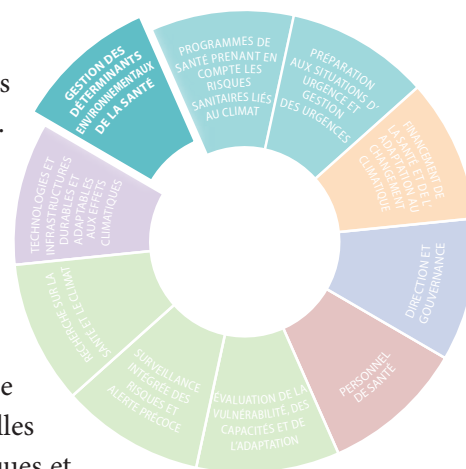 GESTION DES
DÉTERMINANTS
ENVIRONNEMENTAUX
DE LA SANTÉ
PROGRAMMES DE
SANTÉ PRENANT EN
COMPTE LES
RISQUES
SANITAIRES LIÉS
AU CLIMAT
PRÉPARATION
AUX SITUATIONS D'
URGENCE ET
GESTION
DES URGENCES
FINANCEMENT DE
LA SANTÉ ET DE L'
ADAPTATION AU
CHANGEMENT
CLIMATIQUE
DIRECTION ET
GOUVERNANCE
PERSONNEL
DE SANTÉ
EVALUATION DE LA
VULNÉRABILITÉ, DES
CAPACITÉS ET DE
L'ADAPTATION
SURVEILLANCE
INTÉGRÉE DES
RISQUES ET
ALERTE PRÉCOCE
RECHERCHE SUR LA
SANTÉ ET LE CLIMAT
TECHNOLOGIES ET
INFRASTRUCTURES
DURABLES ET
ADAPTABLES
AUX EFFETS
CLIMATIQUES
s
.
e
lles
ques et